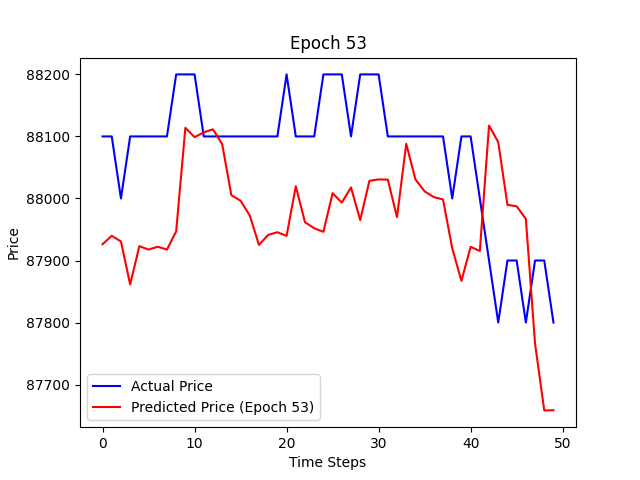 Epoch 53
Price
88200
88100
88000
87900
87800
87700
Actual Price
Predicted Price (Epoch 53)
0 10 20 30 40 50
Time Steps